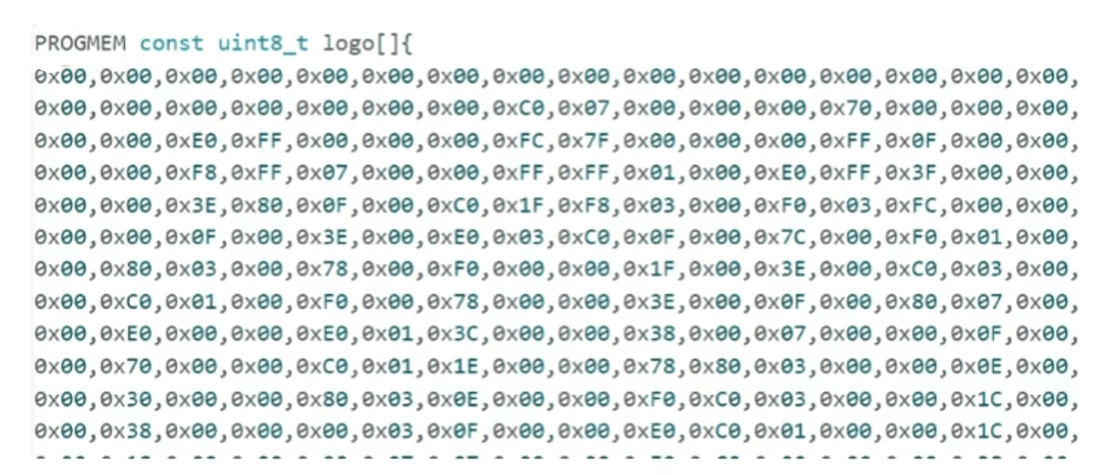 PROGMEM const uint8_t logo[]{
0x00,0x00,0x00,0x00,0x00,0x00,0x00,0x00,0x00,0x00,0x00,0x00,0x00,0x00,0x00,0x00,
0x00,0x00,0x00,0x00,0x00,0x00,0x00,0xC0,0x07,0x00,0x00,0x00,0x70,0x00,0x00,0x00,
0x00,0x00,0xE0,0xFF,0x00,0x00,0x00,0xFC,0x7F,0x00,0x00,0x00,0xFF,0x0F,0x00,0x00,
0x00,0x00,0xF8,0xFF,0x07,0x00,0x00,0xFF,0xFF,0x01,0x00,0xE0,0xFF,0x3F,0x00,0x00,
0x00,0x00,0x3E,0x80,0x0F,0x00,0xC0,0x1F,0xF8,0x03,0x00,0xF0,0x03,0xFC,0x00,0x00,
0x00,0x00,0x0F,0x00,0x3E,0x00,0xE0,0x03,0xC0,0x0F,0x00,0x7C,0x00,0xF0,0x01,0x00,
0x00,0x80,0x03,0x00,0x78,0x00,0xF0,0x00,0x00,0x1F,0x00,0x3E,0x00,0xC0,0x03,0x00,
0x00,0xC0,0x01,0x00,0xF0,0x00,0x78,0x00,0x00,0x3E,0x00,0x0F,0x00,0x80,0x07,0x00,
0x00,0xE0,0x00,0x00,0xE0,0x01,0x3C,0x00,0x00,0x38,0x00,0x07,0x00,0x00,0x0F,0x00,
0x00,0x70,0x00,0x00,0xC0,0x01,0x1E,0x00,0x00,0x78,0x80,0x03,0x00,0x00,0x0E,0x00,
0x00,0x30,0x00,0x00,0x80,0x03,0x0E,0x00,0x00,0xF0,0xC0,0x03,0x00,0x00,0x1C,0x00,
0x00,0x38,0x00,0x00,0x00,0x03,0x0F,0x00,0x00,0xE0,0xC0,0x01,0x00,0x00,0x1C,0x00,